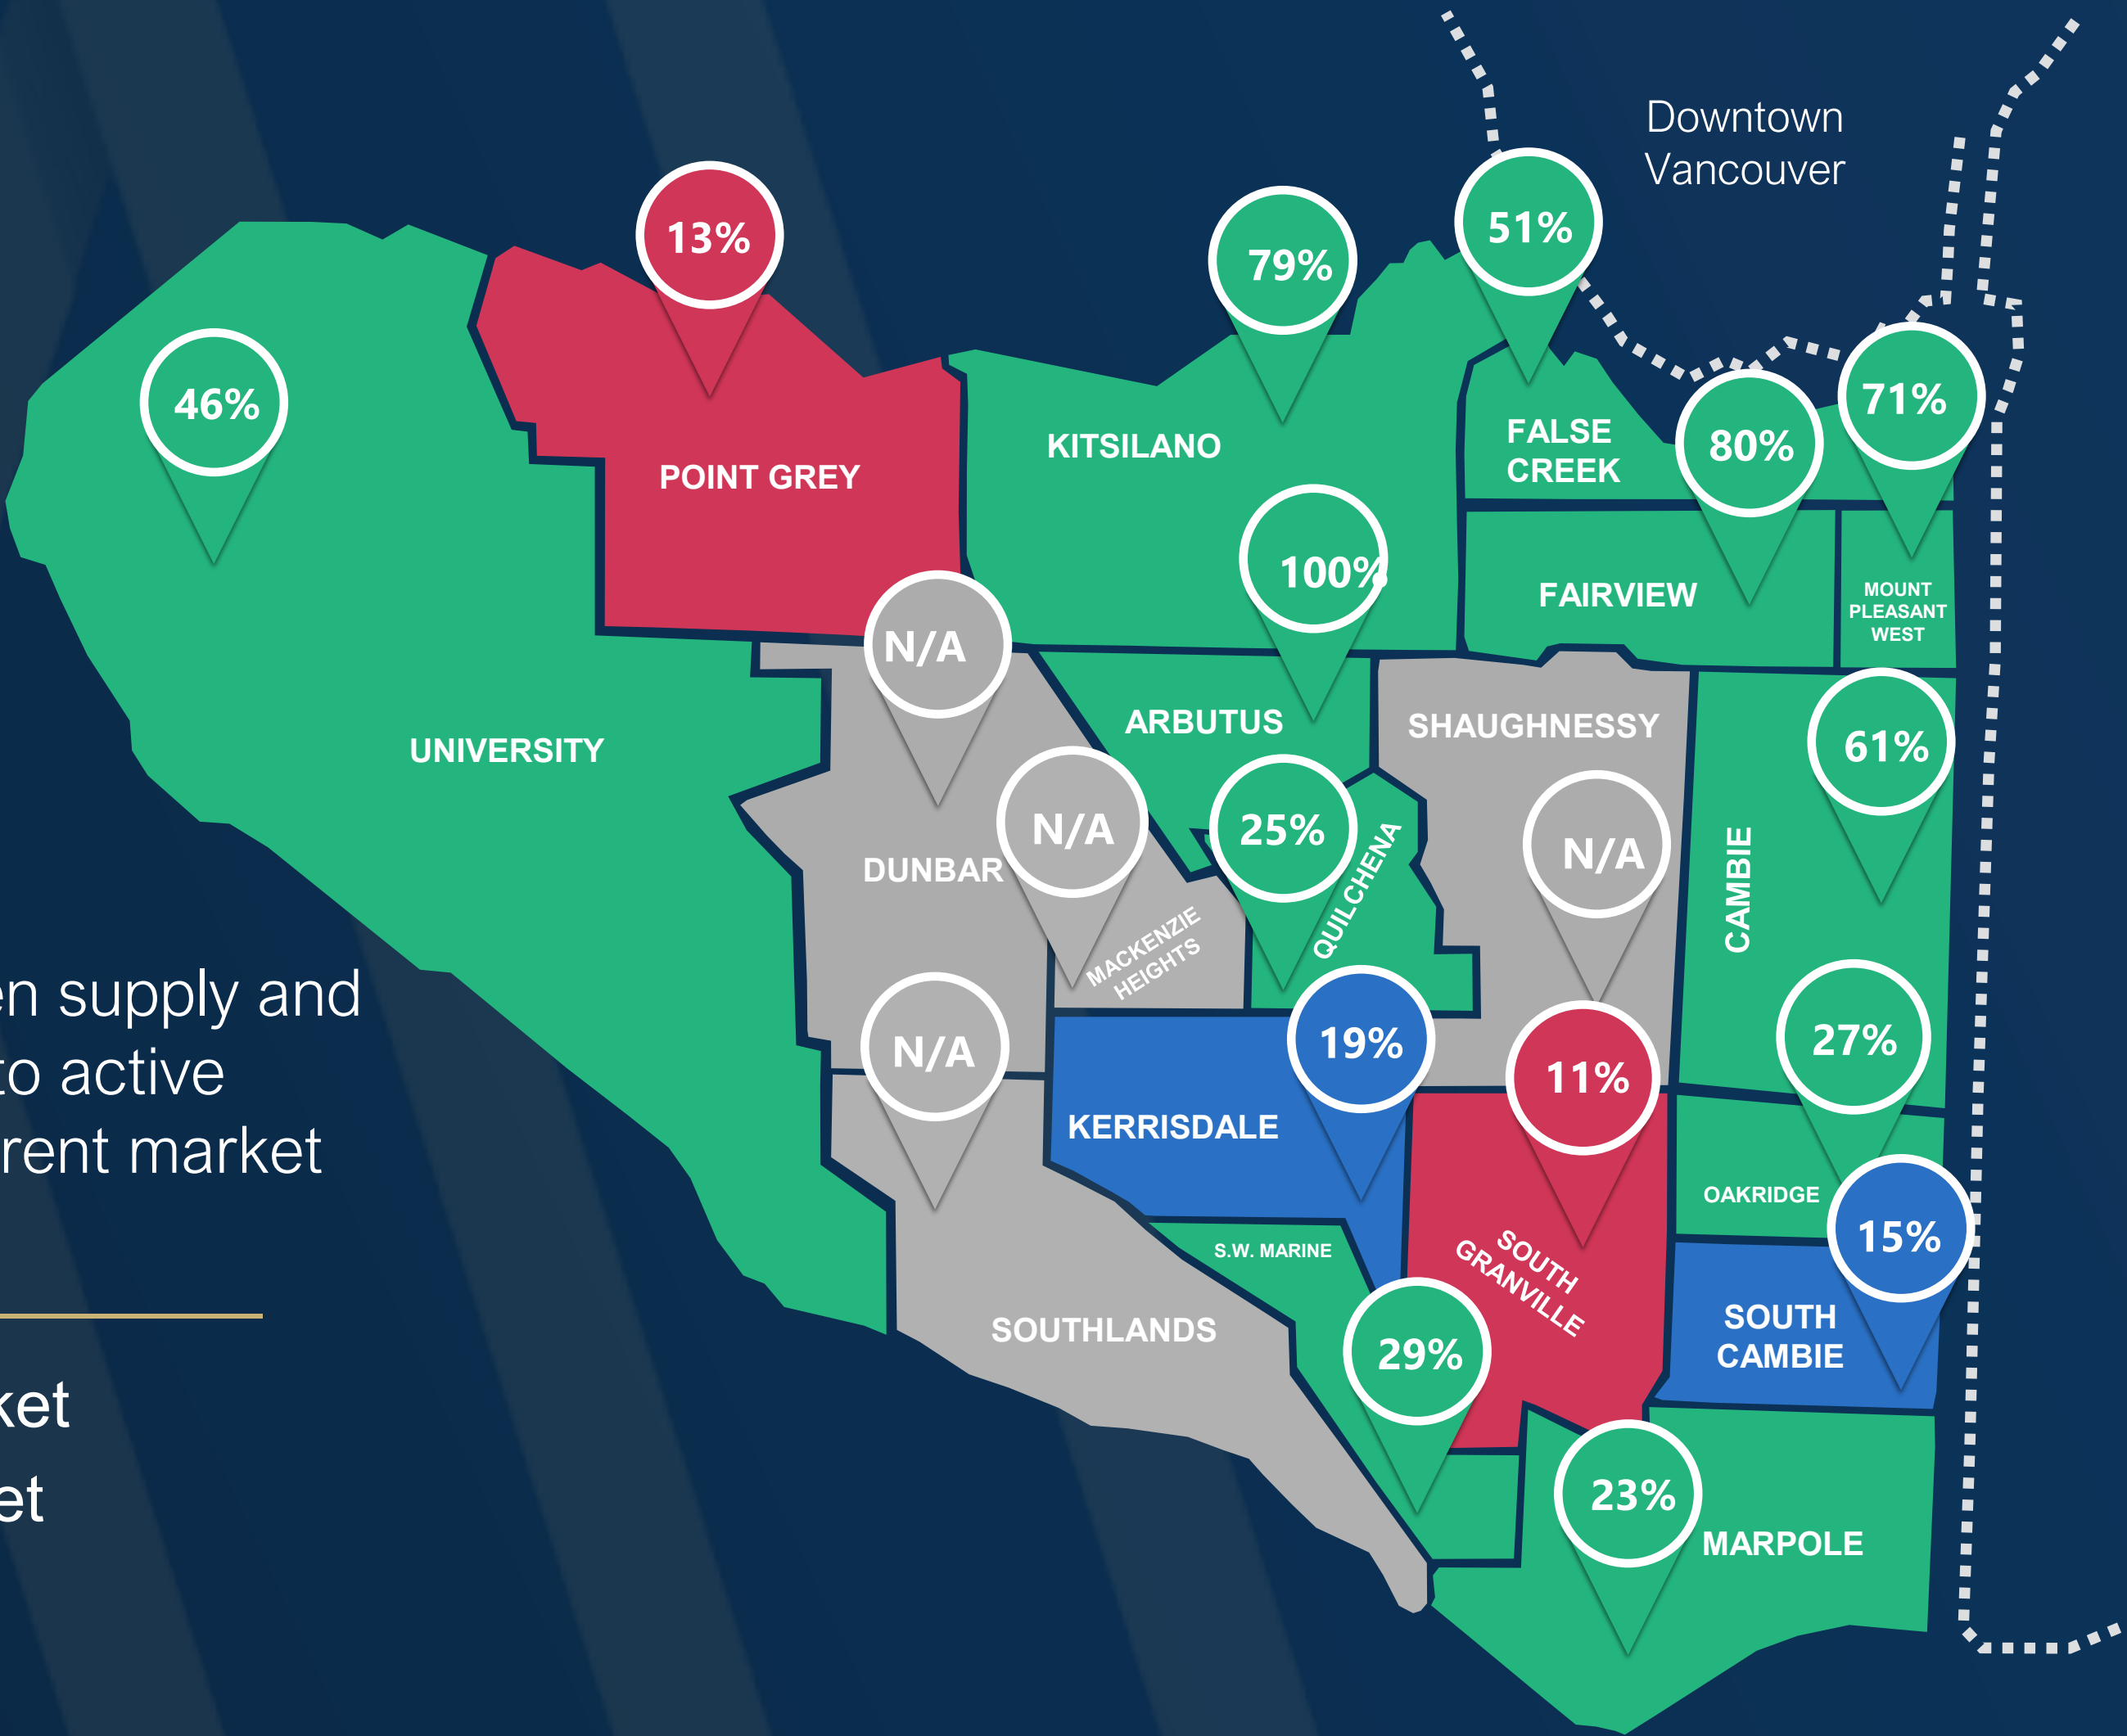 Downtown
Vancouver
13%
79%
51%
46%
80%
71%
FALSE
CREEK
KITSILANO
POINT GREY
100%
FAIRVIEW
MOUNT
PLEASANT
WEST
N/A
ARBUTUS
SHAUGHNESSY
UNIVERSITY
61%
N/A
25%
N/A
DUNBAR
QUILCHENA
CAMBIE
MACKENZIE
HEIGHTS
en supply and
to active
rent market
N/A
19%
11%
27%
KERRISDALE
OAKRIDGE
15%
S.W. MARINE
SOUTH
GRANVILLE
SOUTHLANDS
29%
SOUTH
CAMBIE
ket
et
23%
MARPOLE